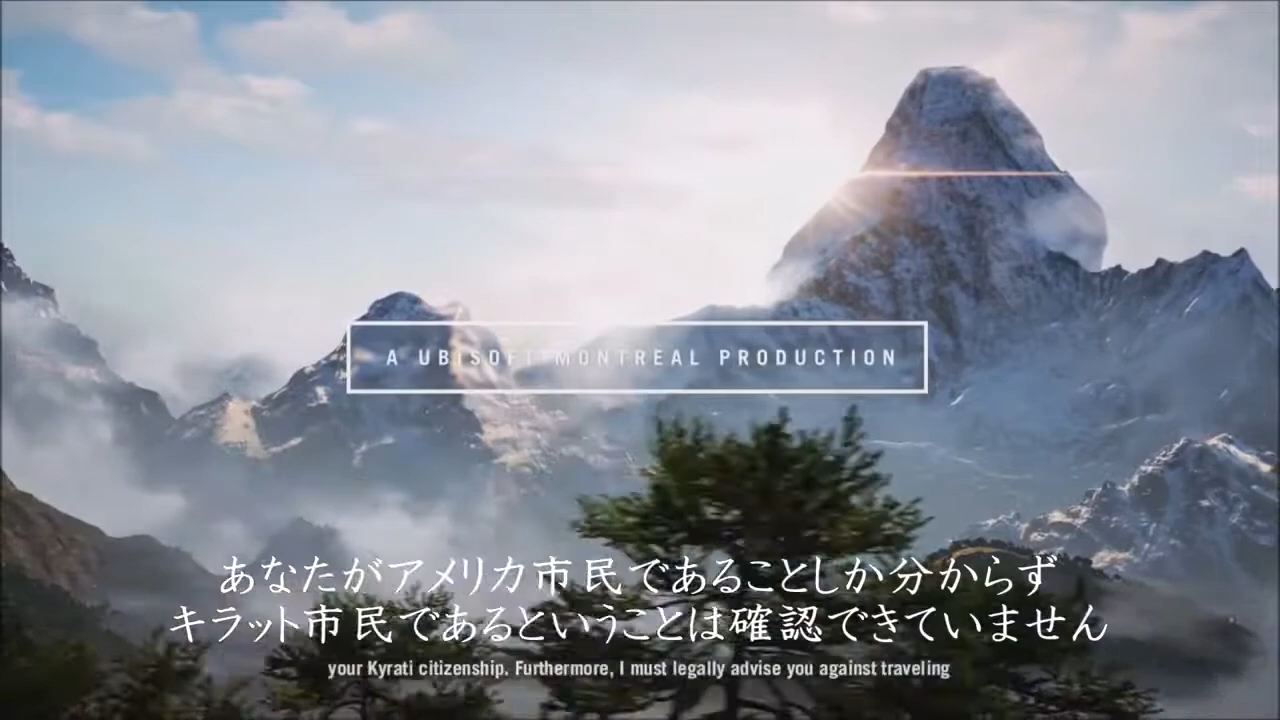 A UBISOFT MONTREAL PRODUCTION
あなたがアメリカ市民であることしか分からず
キラット市民であるということは確認できていません
your Kyrati citizenship. Furthermore, I must legally advise you against traveling